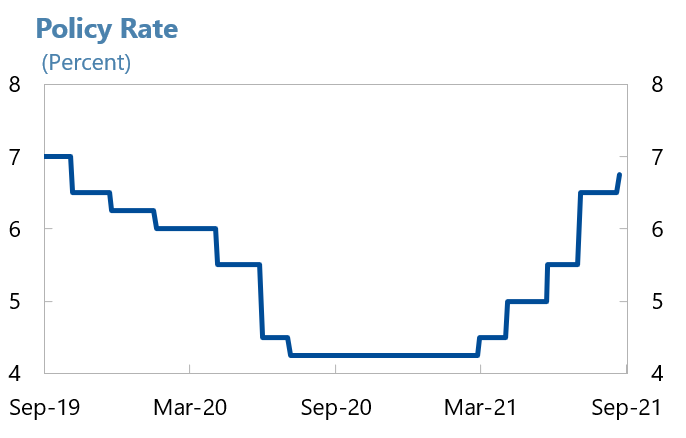 Policy Rate
(Percent)
8 8
7 7
6 6
5 5
4 4
Sep-19 Mar-20 Sep-20 Mar-21 Sep-21